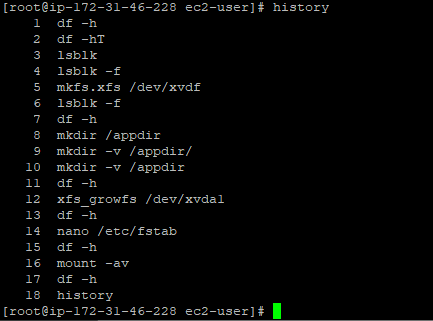 [root@ip-172-31-46-228 ec2-user]# history
1 df -h
2 df -hT
3 lsblk
4 lsblk -f
5 mkfs.xfs /dev/xvdf
6 lsblk -f
7 df -h
8 mkdir /appdir
9 mkdir -v /appdir/
10 mkdir -v /appdir
11 df -h
12 xfs_growfs /dev/xvda1
13 df -h
14 nano /etc/fstab
15 df -h
16 mount -av
17 df -h
18 history
[root@ip-172-31-46-228 ec2-user]#